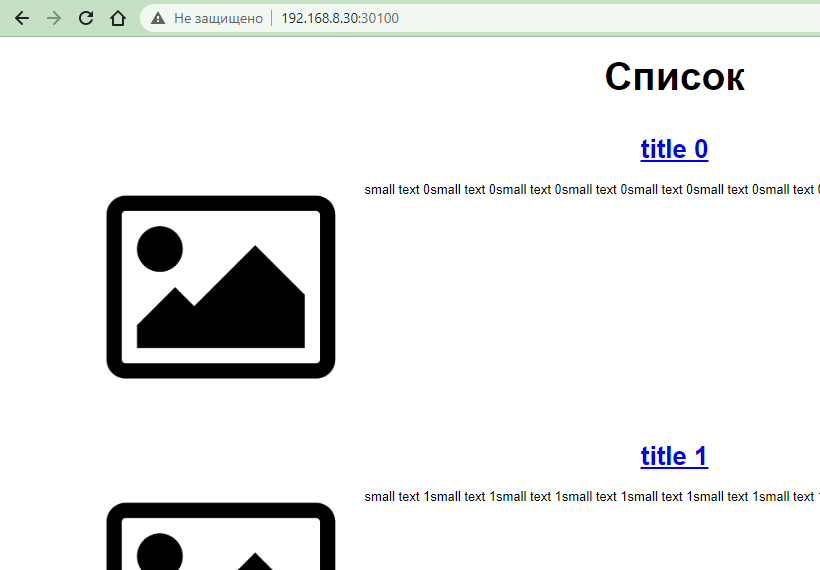 Не защищено 192.168.8.30:30100
Список
title 0
small text 0small text 0small text 0small text 0small text 0small text 0small text
title 1
small text 1small text 1small text 1small text 1small text 1small text 1small text